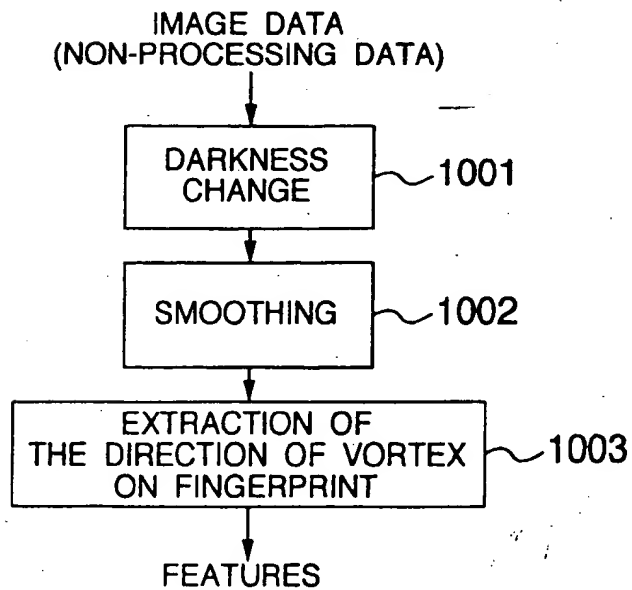 IMAGE DATA
(NON-PROCESSING DATA)
DARKNESS
CHANGE
1001
SMOOTHING
1002
EXTRACTION OF
THE DIRECTION OF VORTEX
ON FINGERPRINT
1003
FEATURES